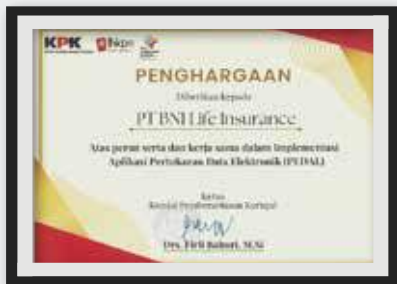 KPK lhkpn
PENGHARGAAN
Diberikan kepada
PT BNI Life Insurance
Atas peran serta dan kerja sama dalam Implementasi
Aplikasi Pertukaran Data Elektronik
Ketua
Komisi Pemberantasan Korupsi
Drs. Firli Bahuri, M.Si